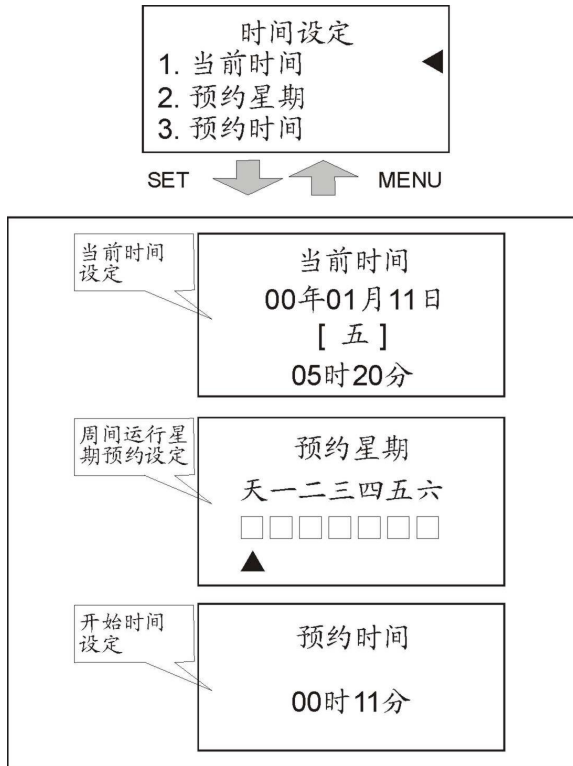 时间设定
1. 当前时间
2. 预约星期
3. 预约时间
SET MENU
当前时间
设定
当前时间
00年01月11日
[ 五 ]
05时20分
周间运行星
期预约设定
预约星期
天一二三四五六
开始时间
设定
预约时间
00时11分